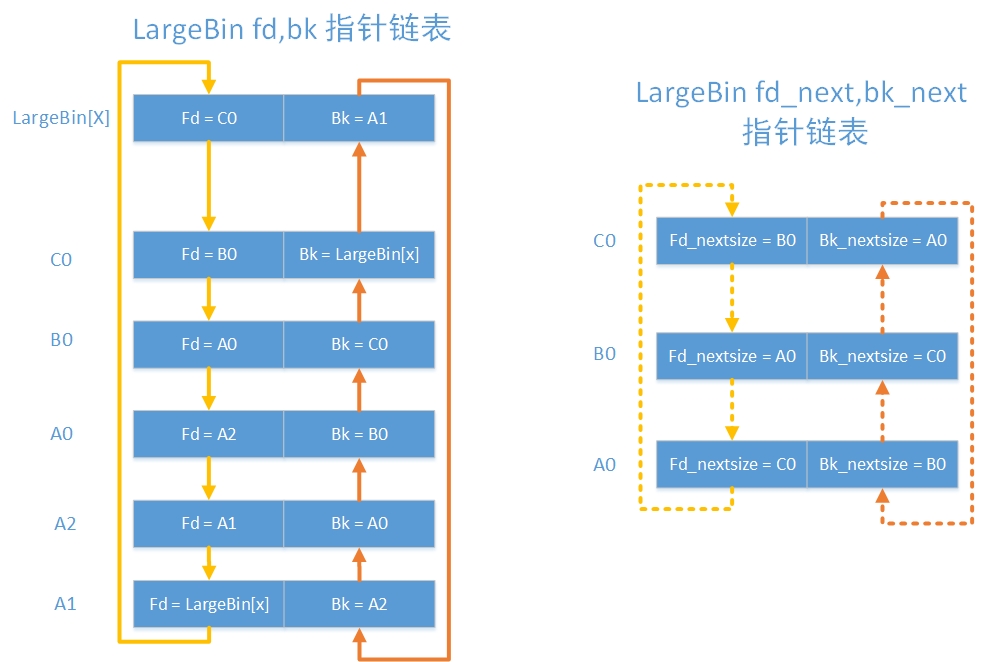 LargeBin fd,bk 指针链表
LargeBin[X]
Fd = C0
Bk = A1
C0
Fd = B0
Bk = LargeBin[x]
B0
Fd = A0
Bk = C0
A0
Fd = A2
Bk = B0
A2
Fd = A1
Bk = A0
A1
Fd = LargeBin[x]
Bk = A2
LargeBin fd_next,bk_next
指针链表
C0
Fd_nextsize = B0
Bk_nextsize = A0
B0
Fd_nextsize = A0
Bk_nextsize = C0
A0
Fd_nextsize = C0
Bk_nextsize = B0